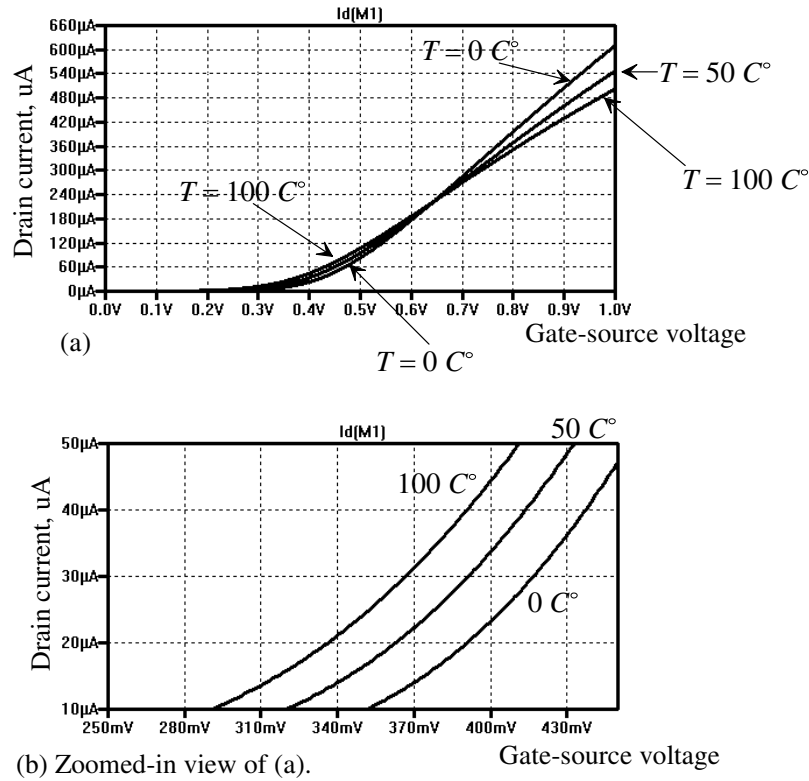 Id(M1)
660µA
600µA
540µA
480µA
420µA
360µA
300µA
240µA
180µA
120µA
60µA
0µA
Drain current, uA
T = 0 C°
T = 50 C°
T = 100 C°
T = 100 C°
T = 0 C°
0.0V 0.1V 0.2V 0.3V 0.4V 0.5V 0.6V 0.7V 0.8V 0.9V 1.0V
(a)
Gate-source voltage
Id(M1)
50µA
40µA
30µA
20µA
10µA
Drain current, uA
50 C°
100 C°
0 C°
250mV 280mV 310mV 340mV 370mV 400mV 430mV
(b) Zoomed-in view of (a).
Gate-source voltage